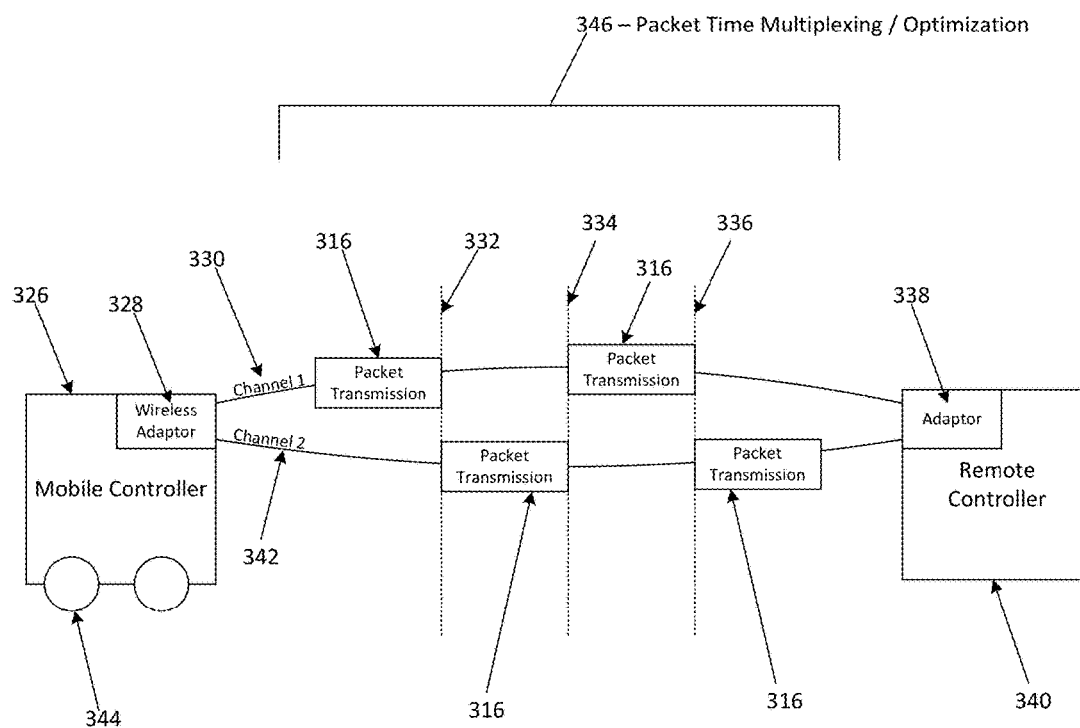 346 – Packet Time Multiplexing / Optimization
316
332
334
336
330
316
326
328
338
Packet
Transmission
Packet
Transmission
Channel 1
Wireless
Adaptor
Adaptor
Channel 2
Packet
Transmission
Packet
Transmission
Mobile Controller
Remote
Controller
342
344
316
316
340